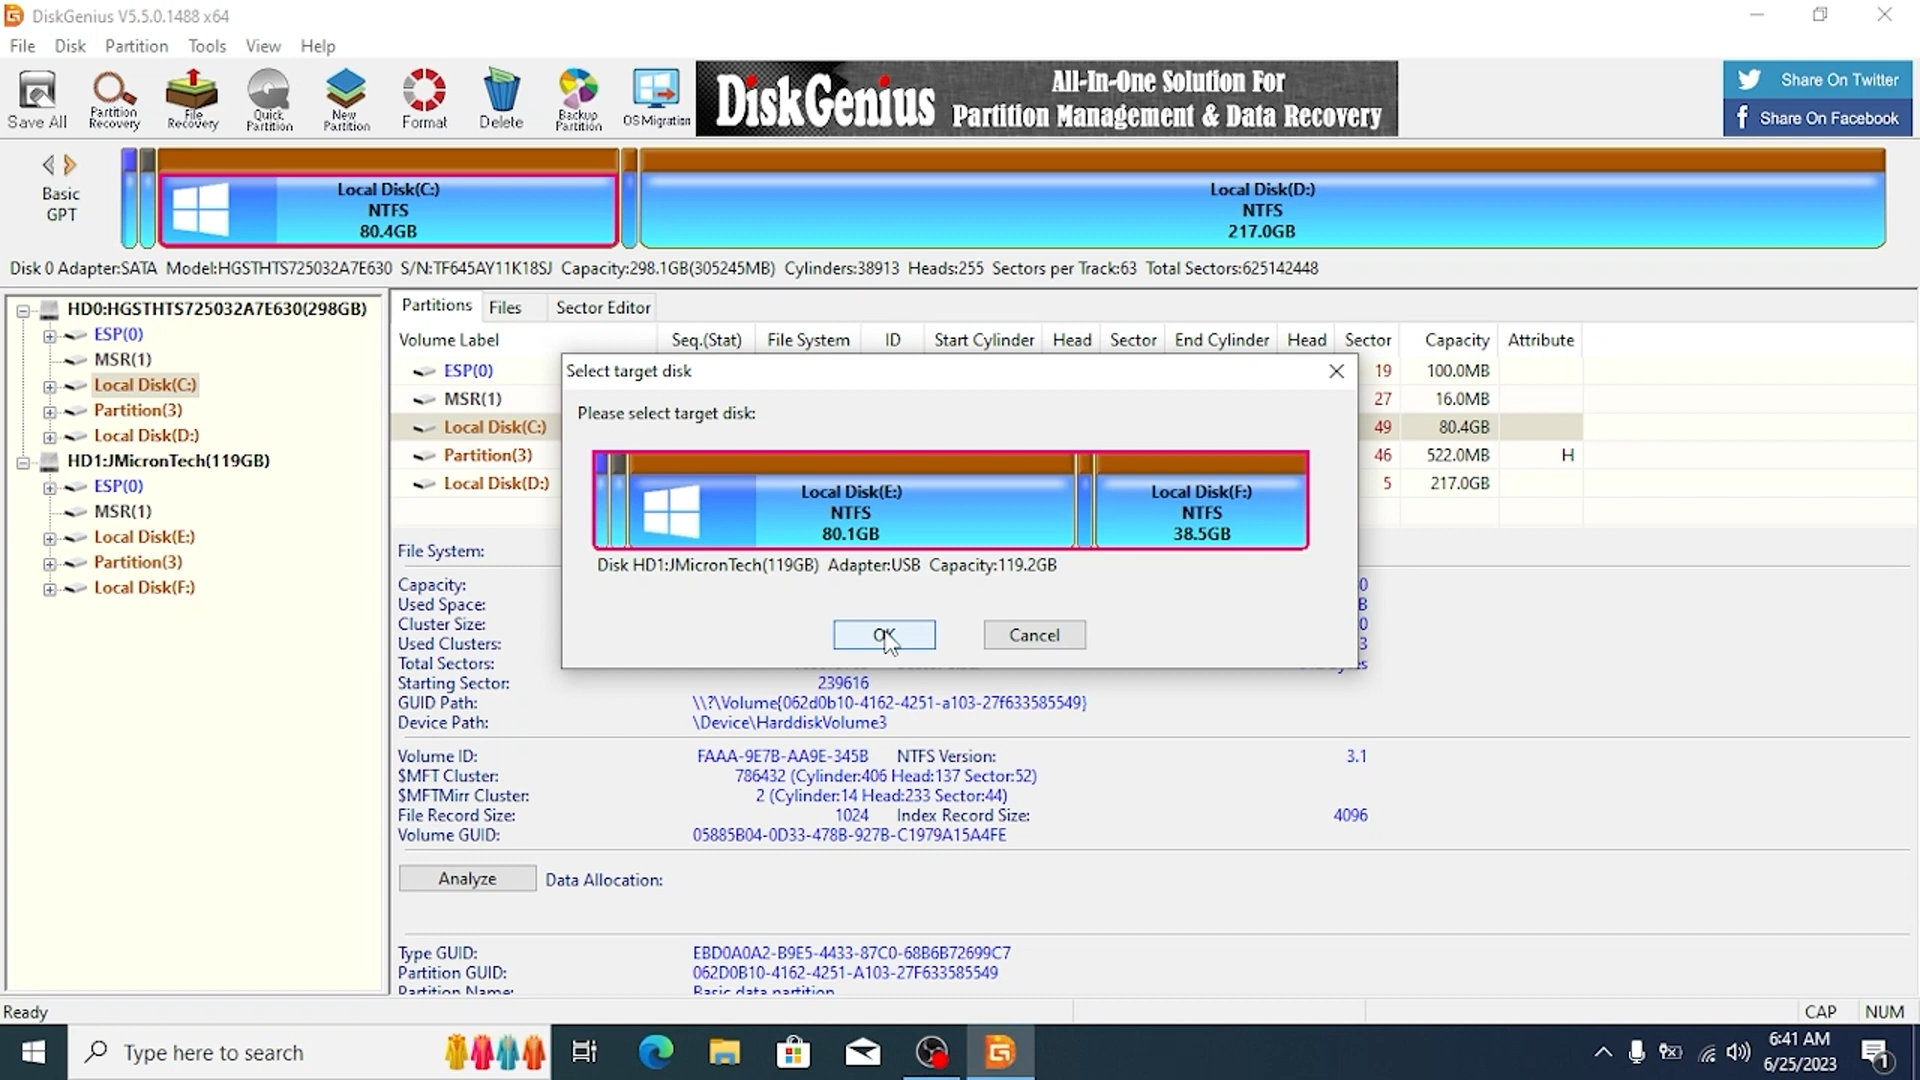 DiskGenius V5.5.0.1488 x64
File Disk Partition Tools View Help
Save All
Partition Recovery
File Recovery
Quick Partition
New Partition
Format
Delete
Backup Partition
OS Migration
DiskGenius
All-In-One Solution For
Partition Management & Data Recovery
Share On Twitter
Share On Facebook
Basic
GPT
Local Disk(C:)
NTFS
80.4GB
Local Disk(D:)
NTFS
217.0GB
Disk 0 Adapter:SATA Model:HGSTHTS725032A7E630 S/N:TF645AY11K18SJ Capacity:298.1GB(305245MB) Cylinders:38913 Heads:255 Sectors per Track:63 Total Sectors:625142448
HD0:HGSTHTS725032A7E630(298GB)
ESP(0)
MSR(1)
Local Disk(C:)
Partition(3)
Local Disk(D:)
HD1:JMicronTech(119GB)
ESP(0)
MSR(1)
Local Disk(E:)
Partition(3)
Local Disk(F:)
Partitions Files Sector Editor
Volume Label Seq.(Stat) File System ID Start Cylinder Head Sector End Cylinder Head Sector Capacity Attribute
ESP(0) 19 100.0MB
MSR(1) 27 16.0MB
Local Disk(C:) 49 80.4GB
Partition(3) 46 522.0MB H
Local Disk(D:) 5 217.0GB
Select target disk
Please select target disk:
Local Disk(E:)
NTFS
80.1GB
Local Disk(F:)
NTFS
38.5GB
Disk HD1:JMicronTech(119GB) Adapter:USB Capacity:119.2GB
OK
Cancel
File System:
Capacity: 0
Used Space: B
Cluster Size: 0
Used Clusters: 3
Total Sectors:
Starting Sector: 239616
GUID Path: \\?\Volume{062d0b10-4162-4251-a103-27f633585549}
Device Path: \Device\HarddiskVolume3
Volume ID: FAAA-9E7B-AA9E-345B NTFS Version: 3.1
$MFT Cluster: 786432 (Cylinder:406 Head:137 Sector:52)
$MFTMirr Cluster: 2 (Cylinder:14 Head:233 Sector:44)
File Record Size: 1024 Index Record Size: 4096
Volume GUID: 05885B04-0D33-478B-927B-C1979A15A4FE
Analyze Data Allocation:
Type GUID: EBD0A0A2-B9E5-4433-87C0-68B6B72699C7
Partition GUID: 062D0B10-4162-4251-A103-27F633585549
Partition Name: Basic data partition
Ready
CAP NUM
Type here to search
6:41 AM
6/25/2023
1